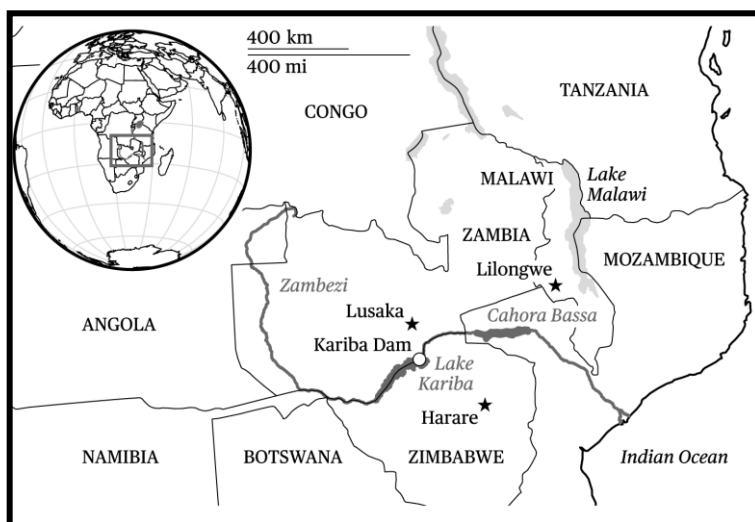 400 km
400 mi
CONGO
TANZANIA
MALAWI
Lake
Malawi
ZAMBIA
MOZAMBIQUE
Lilongwe
Zambezi
Lusaka
Cahora Bassa
ANGOLA
Kariba Dam
Lake
Kariba
Harare
NAMIBIA
BOTSWANA
ZIMBABWE
Indian Ocean